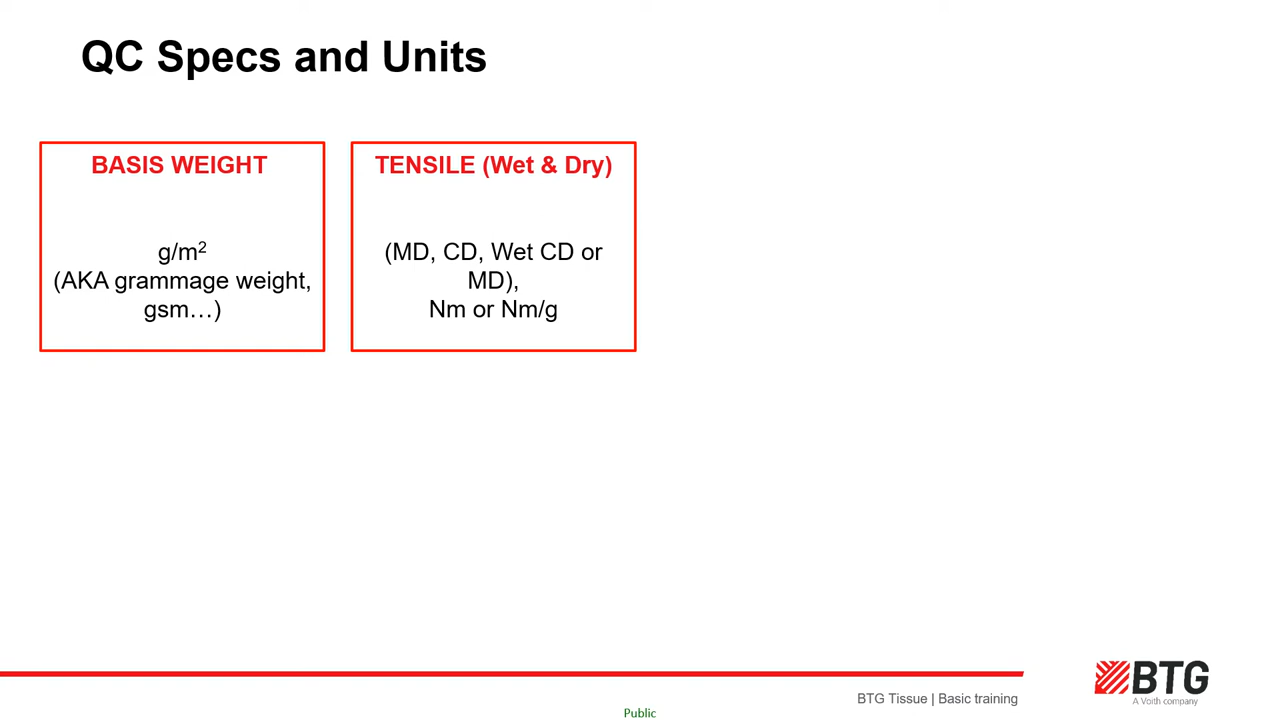 QC Specs and Units
BASIS WEIGHT
g/m²
(AKA grammage weight,
gsm…)
TENSILE (Wet & Dry)
(MD, CD, Wet CD or
MD),
Nm or Nm/g
BTG
A Voith company
BTG Tissue | Basic training
Public